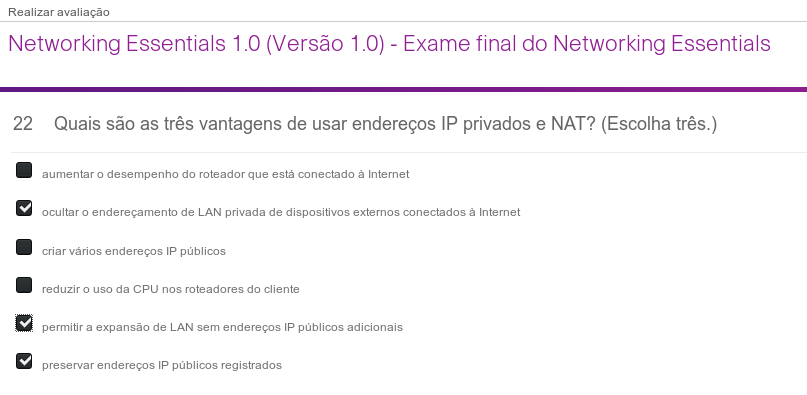 Realizar avaliação
Networking Essentials 1.0 (Versão 1.0) - Exame final do Networking Essentials
22 Quais são as três vantagens de usar endereços IP privados e NAT? (Escolha três.)
aumentar o desempenho do roteador que está conectado à Internet
ocultar o endereçamento de LAN privada de dispositivos externos conectados à Internet
criar vários endereços IP públicos
reduzir o uso da CPU nos roteadores do cliente
permitir a expansão de LAN sem endereços IP públicos adicionais
preservar endereços IP públicos registrados